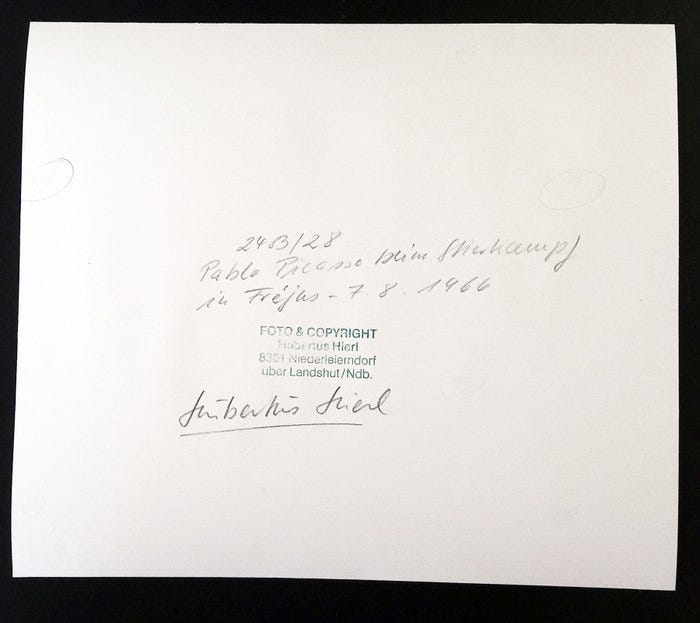 24B/28
Pablo Picasso beim Stierkampf
in Fréjus - 7.8.1966
FOTO & COPYRIGHT
Hubertus Hierl
8301 Niederleierndorf
über Landshut/Ndb.
Hubertus Hierl